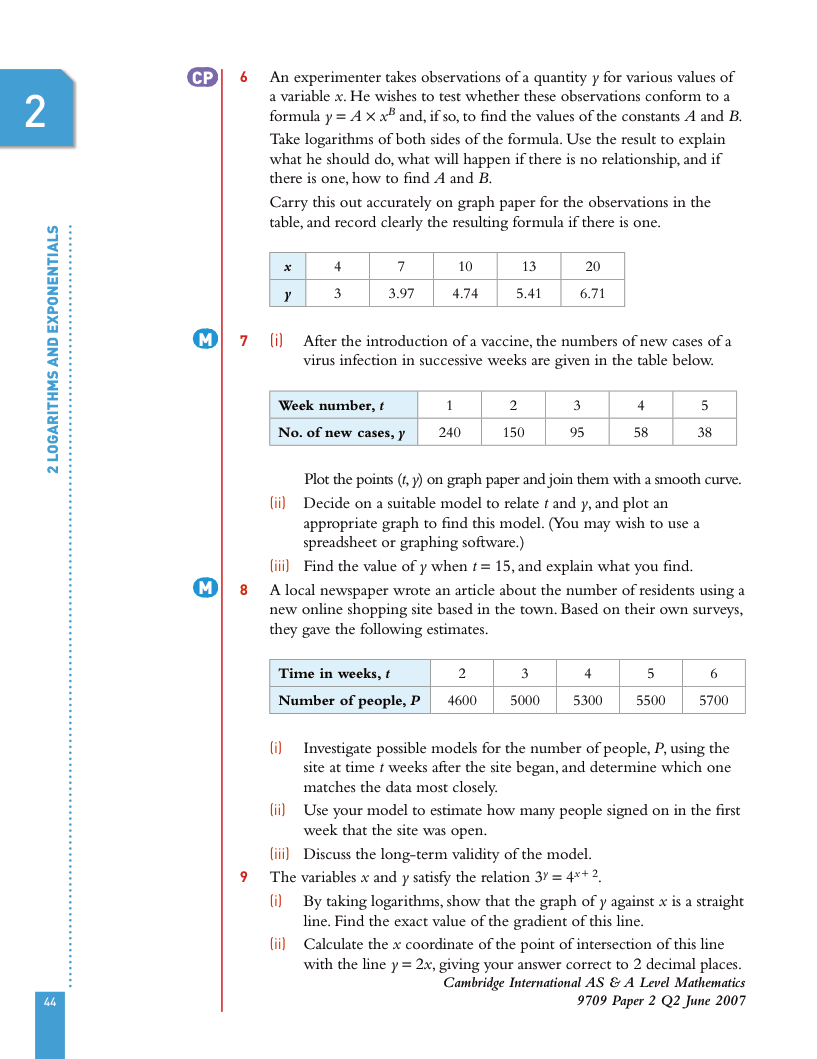 2
2 LOGARITHMS AND EXPONENTIALS
CP
6 An experimenter takes observations of a quantity y for various values of
a variable x. He wishes to test whether these observations conform to a
formula y = A × x^B and, if so, to find the values of the constants A and B.
Take logarithms of both sides of the formula. Use the result to explain
what he should do, what will happen if there is no relationship, and if
there is one, how to find A and B.
Carry this out accurately on graph paper for the observations in the
table, and record clearly the resulting formula if there is one.
x 4 7 10 13 20
y 3 3.97 4.74 5.41 6.71
M
7 (i) After the introduction of a vaccine, the numbers of new cases of a
virus infection in successive weeks are given in the table below.
Week number, t 1 2 3 4 5
No. of new cases, y 240 150 95 58 38
Plot the points (t, y) on graph paper and join them with a smooth curve.
(ii) Decide on a suitable model to relate t and y, and plot an
appropriate graph to find this model. (You may wish to use a
spreadsheet or graphing software.)
(iii) Find the value of y when t = 15, and explain what you find.
M
8 A local newspaper wrote an article about the number of residents using a
new online shopping site based in the town. Based on their own surveys,
they gave the following estimates.
Time in weeks, t 2 3 4 5 6
Number of people, P 4600 5000 5300 5500 5700
(i) Investigate possible models for the number of people, P, using the
site at time t weeks after the site began, and determine which one
matches the data most closely.
(ii) Use your model to estimate how many people signed on in the first
week that the site was open.
(iii) Discuss the long-term validity of the model.
9 The variables x and y satisfy the relation 3^y = 4^(x + 2).
(i) By taking logarithms, show that the graph of y against x is a straight
line. Find the exact value of the gradient of this line.
(ii) Calculate the x coordinate of the point of intersection of this line
with the line y = 2x, giving your answer correct to 2 decimal places.
Cambridge International AS & A Level Mathematics
9709 Paper 2 Q2 June 2007
44